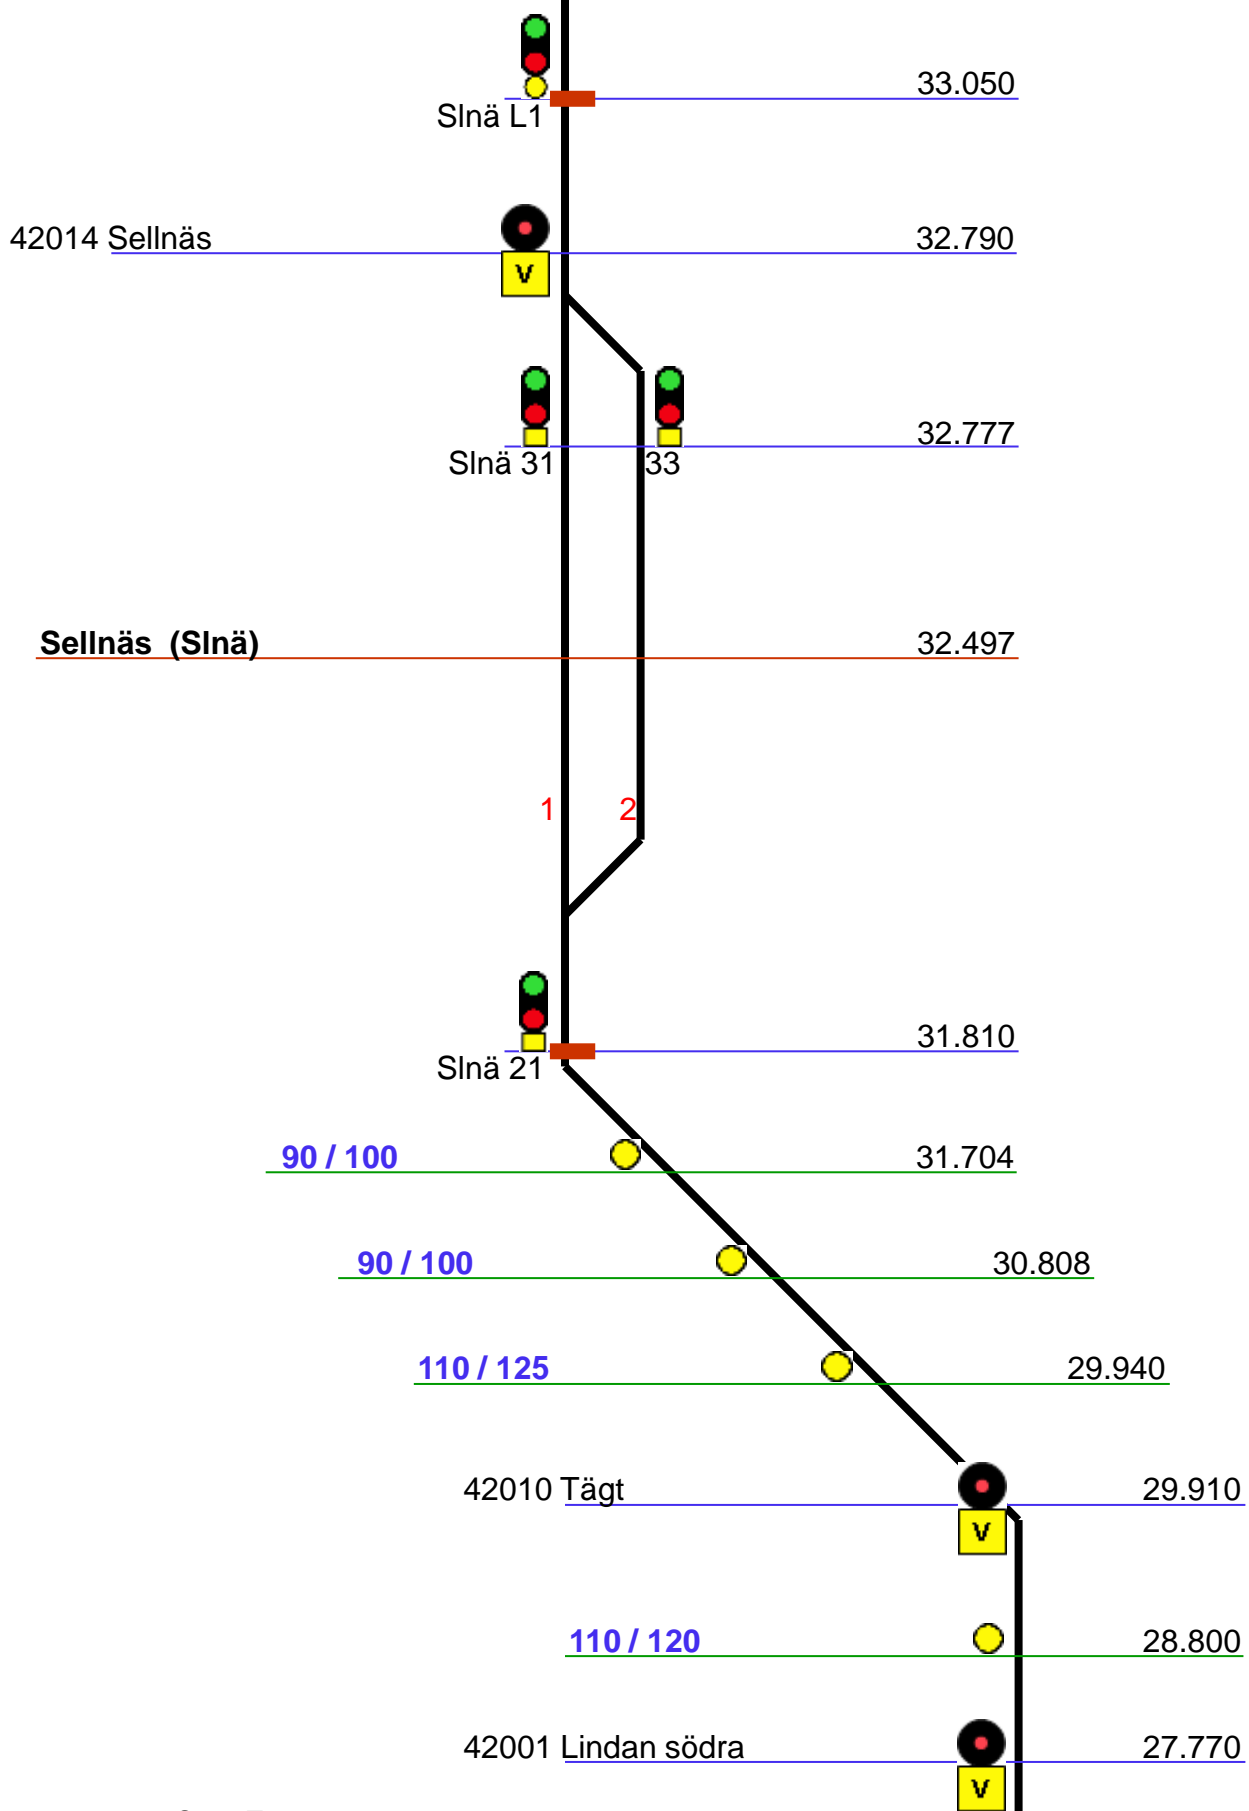 33.050
Slnä L1
42014 Sellnäs 32.790
V
32.777
Slnä 31 33
Sellnäs (Slnä) 32.497
1 2
31.810
Slnä 21
90 / 100 31.704
90 / 100 30.808
110 / 125 29.940
42010 Tägt 29.910
V
110 / 120 28.800
42001 Lindan södra 27.770
V